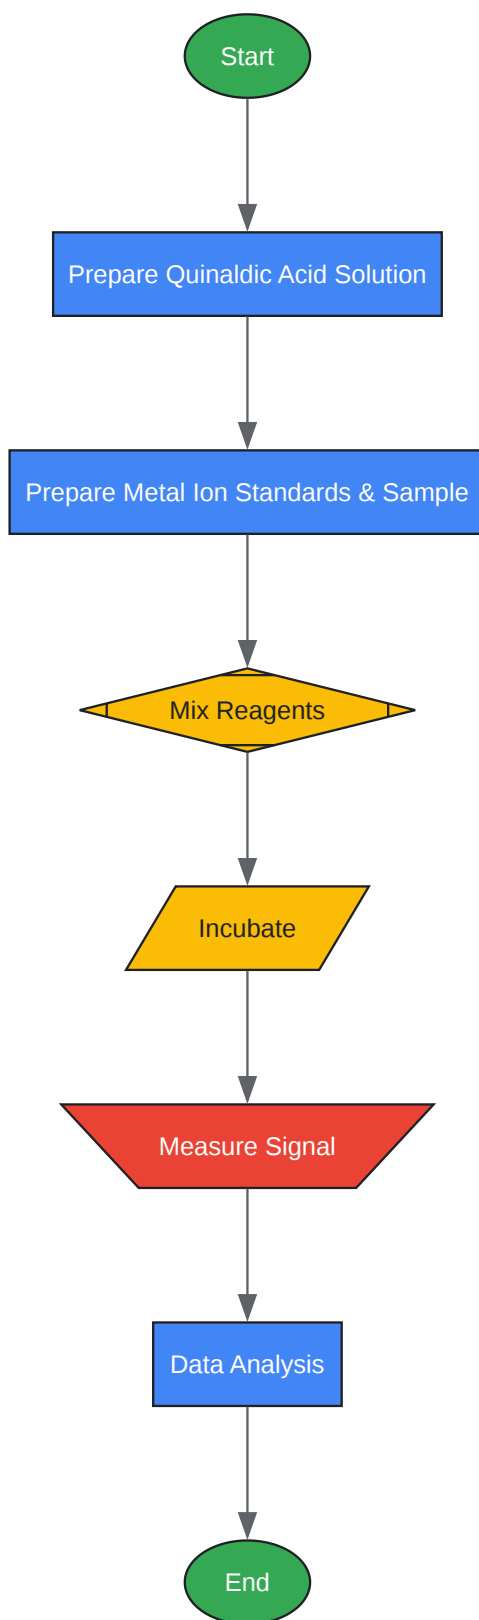 Start
Prepare Quinaldic Acid Solution
Prepare Metal Ion Standards & Sample
Mix Reagents
Incubate
Measure Signal
Data Analysis
End